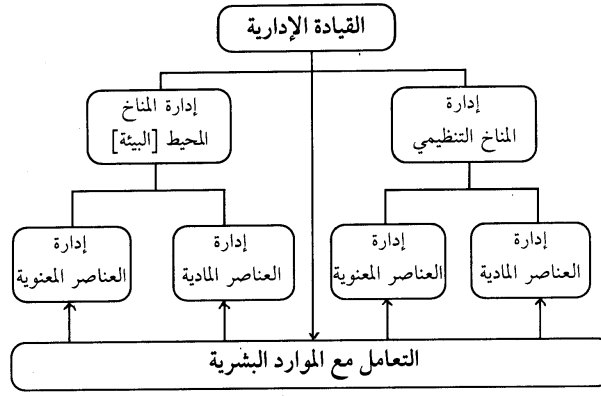 القيادة الإدارية
إدارة
المناخ التنظيمي
إدارة المناخ
المحيط [البيئة]
إدارة
العناصر المادية
إدارة
العناصر المعنوية
إدارة
العناصر المادية
إدارة
العناصر المعنوية
التعامل مع الموارد البشرية